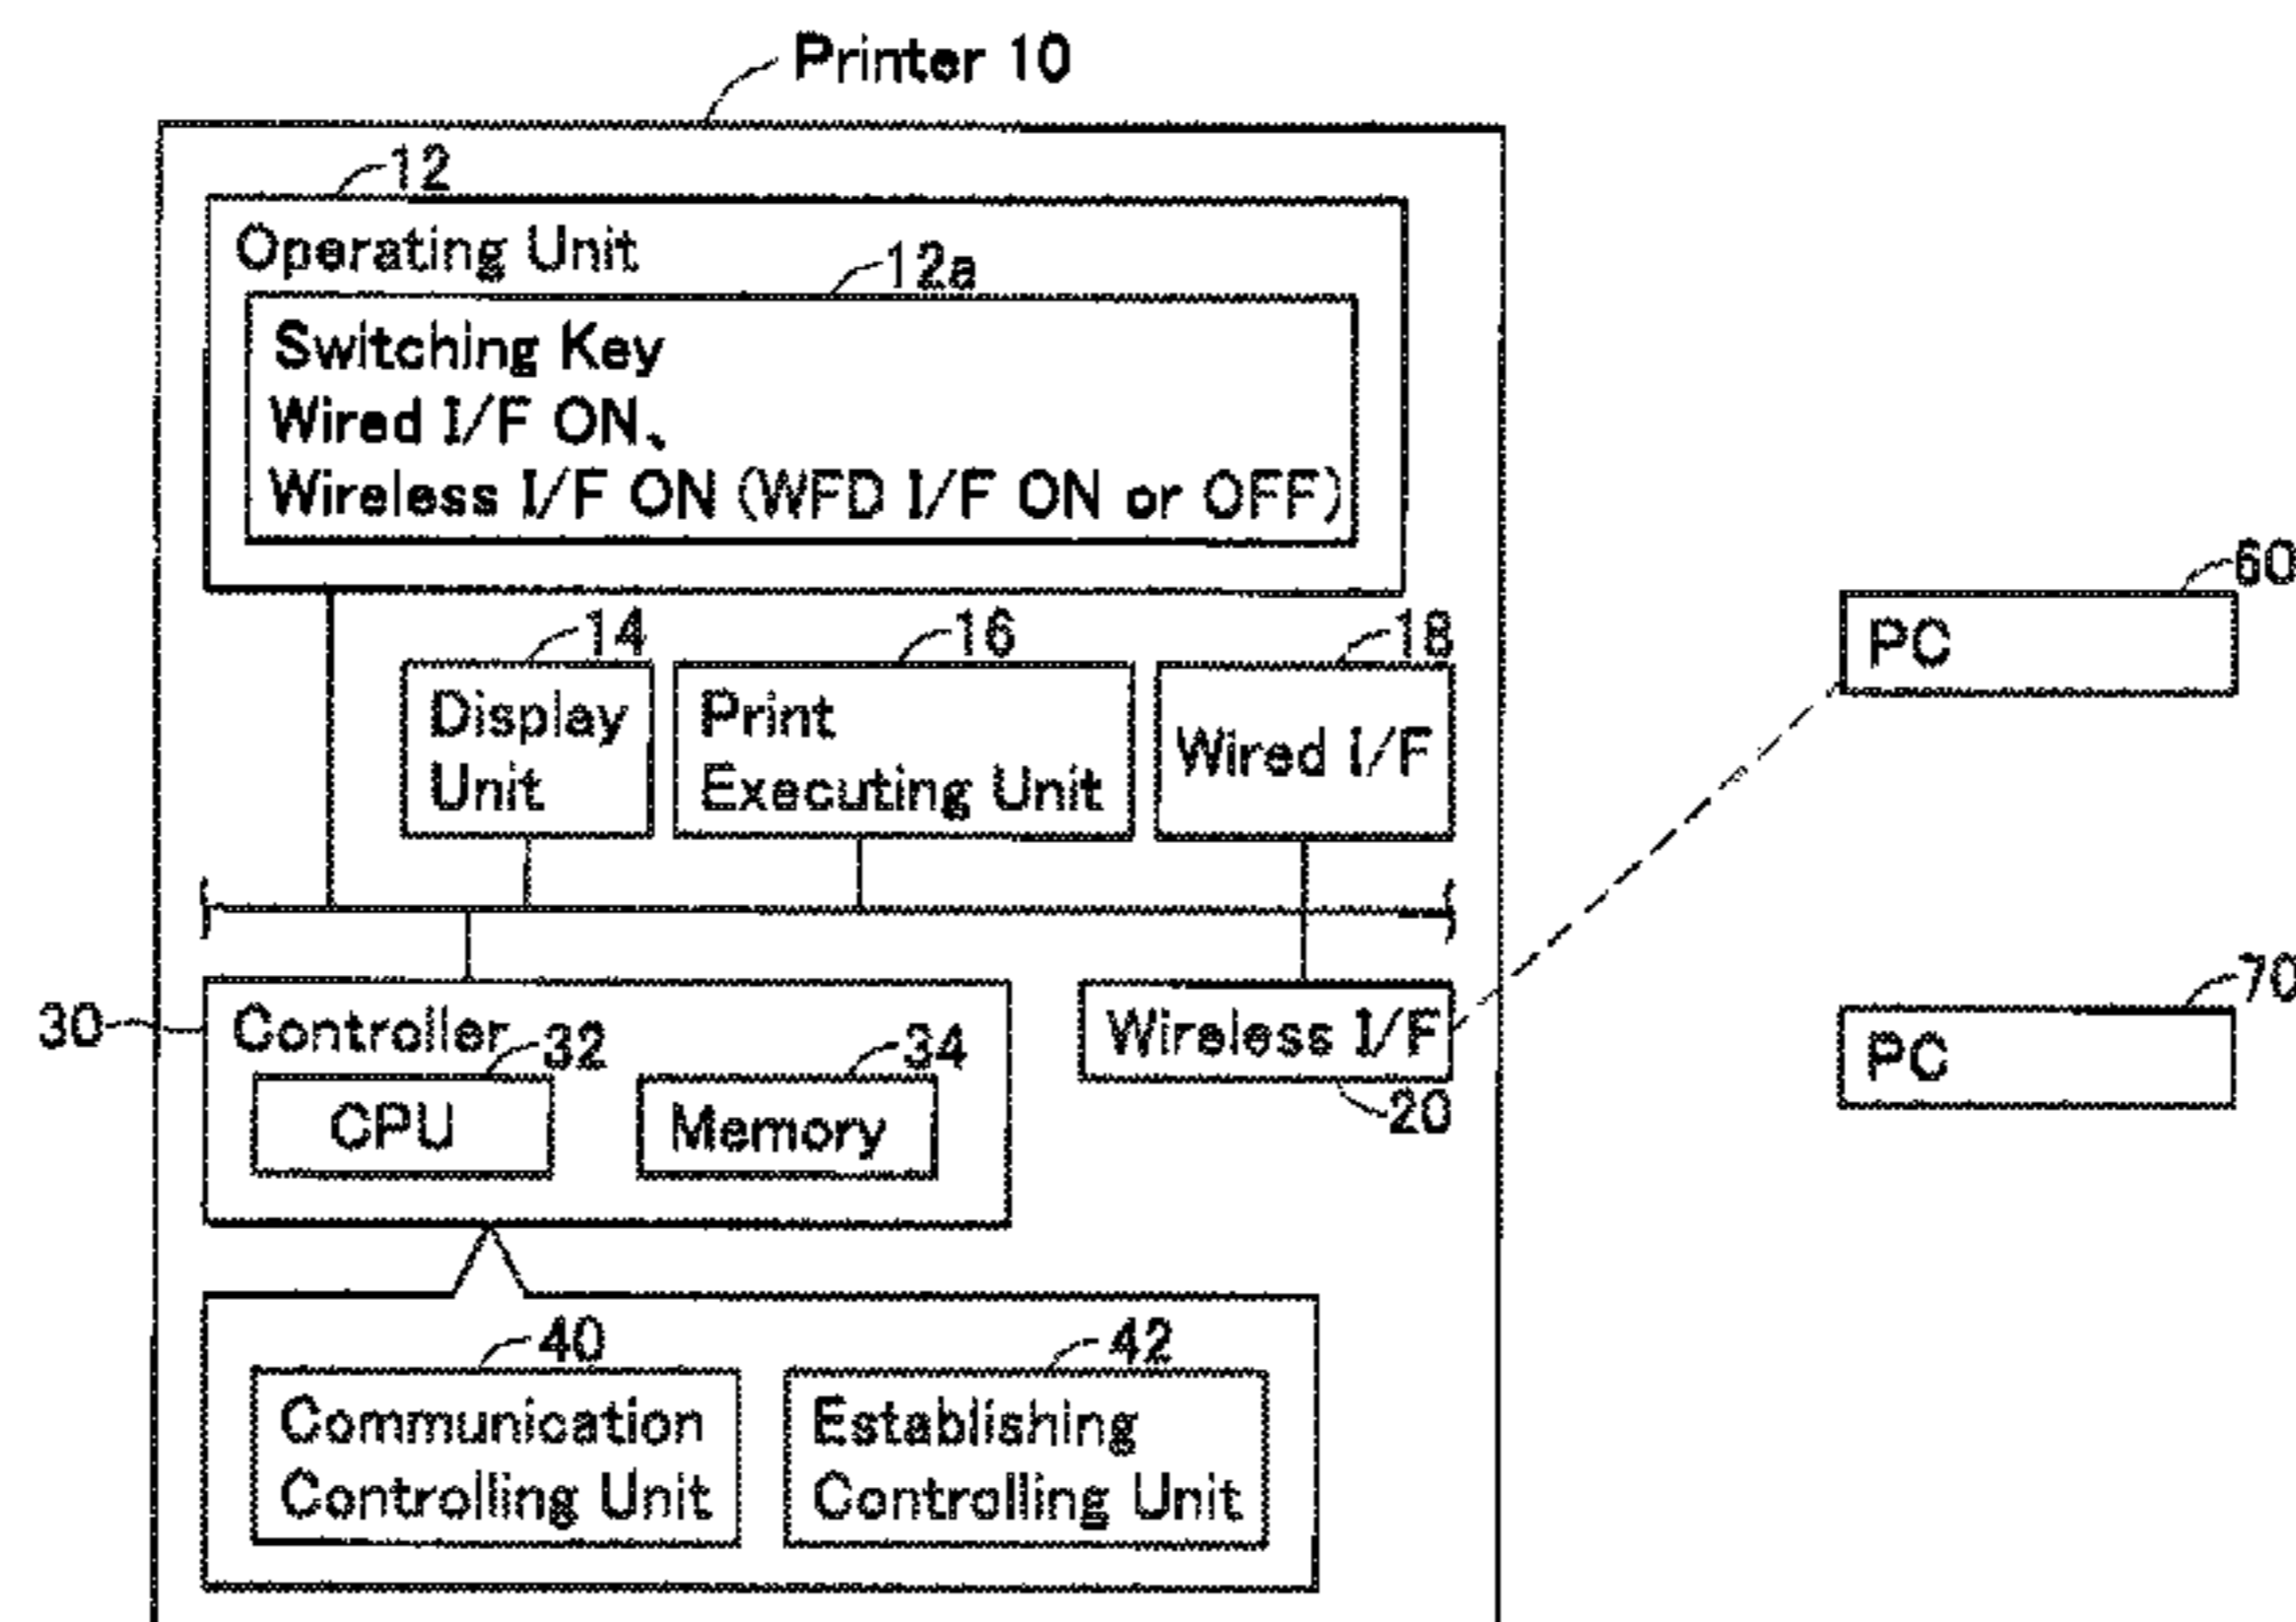 Printer 10
12
Operating Unit
12a
Switching Key
Wired I/F ON、
Wireless I/F ON (WFD I/F ON or OFF)
60
PC
14
16
18
Display
Unit
Print
Executing Unit
Wired I/F
30
Controller
32
34
CPU
Memory
Wireless I/F
20
70
PC
40
42
Communication
Controlling Unit
Establishing
Controlling Unit